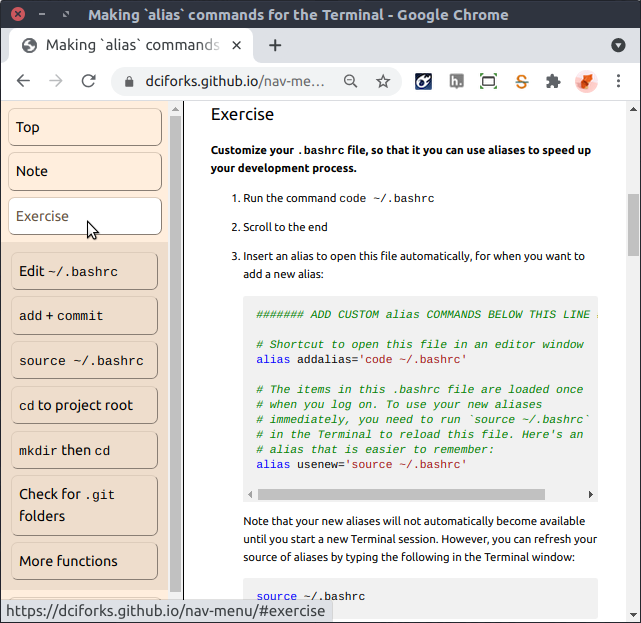 Making `alias` commands for the Terminal - Google Chrome
Making `alias` commands
dciforks.github.io/nav-me…
Top
Note
Exercise
Edit ~/.bashrc
add + commit
source ~/.bashrc
cd to project root
mkdir then cd
Check for .git
folders
More functions
https://dciforks.github.io/nav-menu/#exercise
Exercise
Customize your .bashrc file, so that it you can use aliases to speed up
your development process.
1. Run the command code ~/.bashrc
2. Scroll to the end
3. Insert an alias to open this file automatically, for when you want to
add a new alias:
####### ADD CUSTOM alias COMMANDS BELOW THIS LINE
# Shortcut to open this file in an editor window
alias addalias='code ~/.bashrc'
# The items in this .bashrc file are loaded once
# when you log on. To use your new aliases
# immediately, you need to run `source ~/.bashrc`
# in the Terminal to reload this file. Here's an
# alias that is easier to remember:
alias usenew='source ~/.bashrc'
Note that your new aliases will not automatically become available
until you start a new Terminal session. However, you can refresh your
source of aliases by typing the following in the Terminal window:
source ~/.bashrc